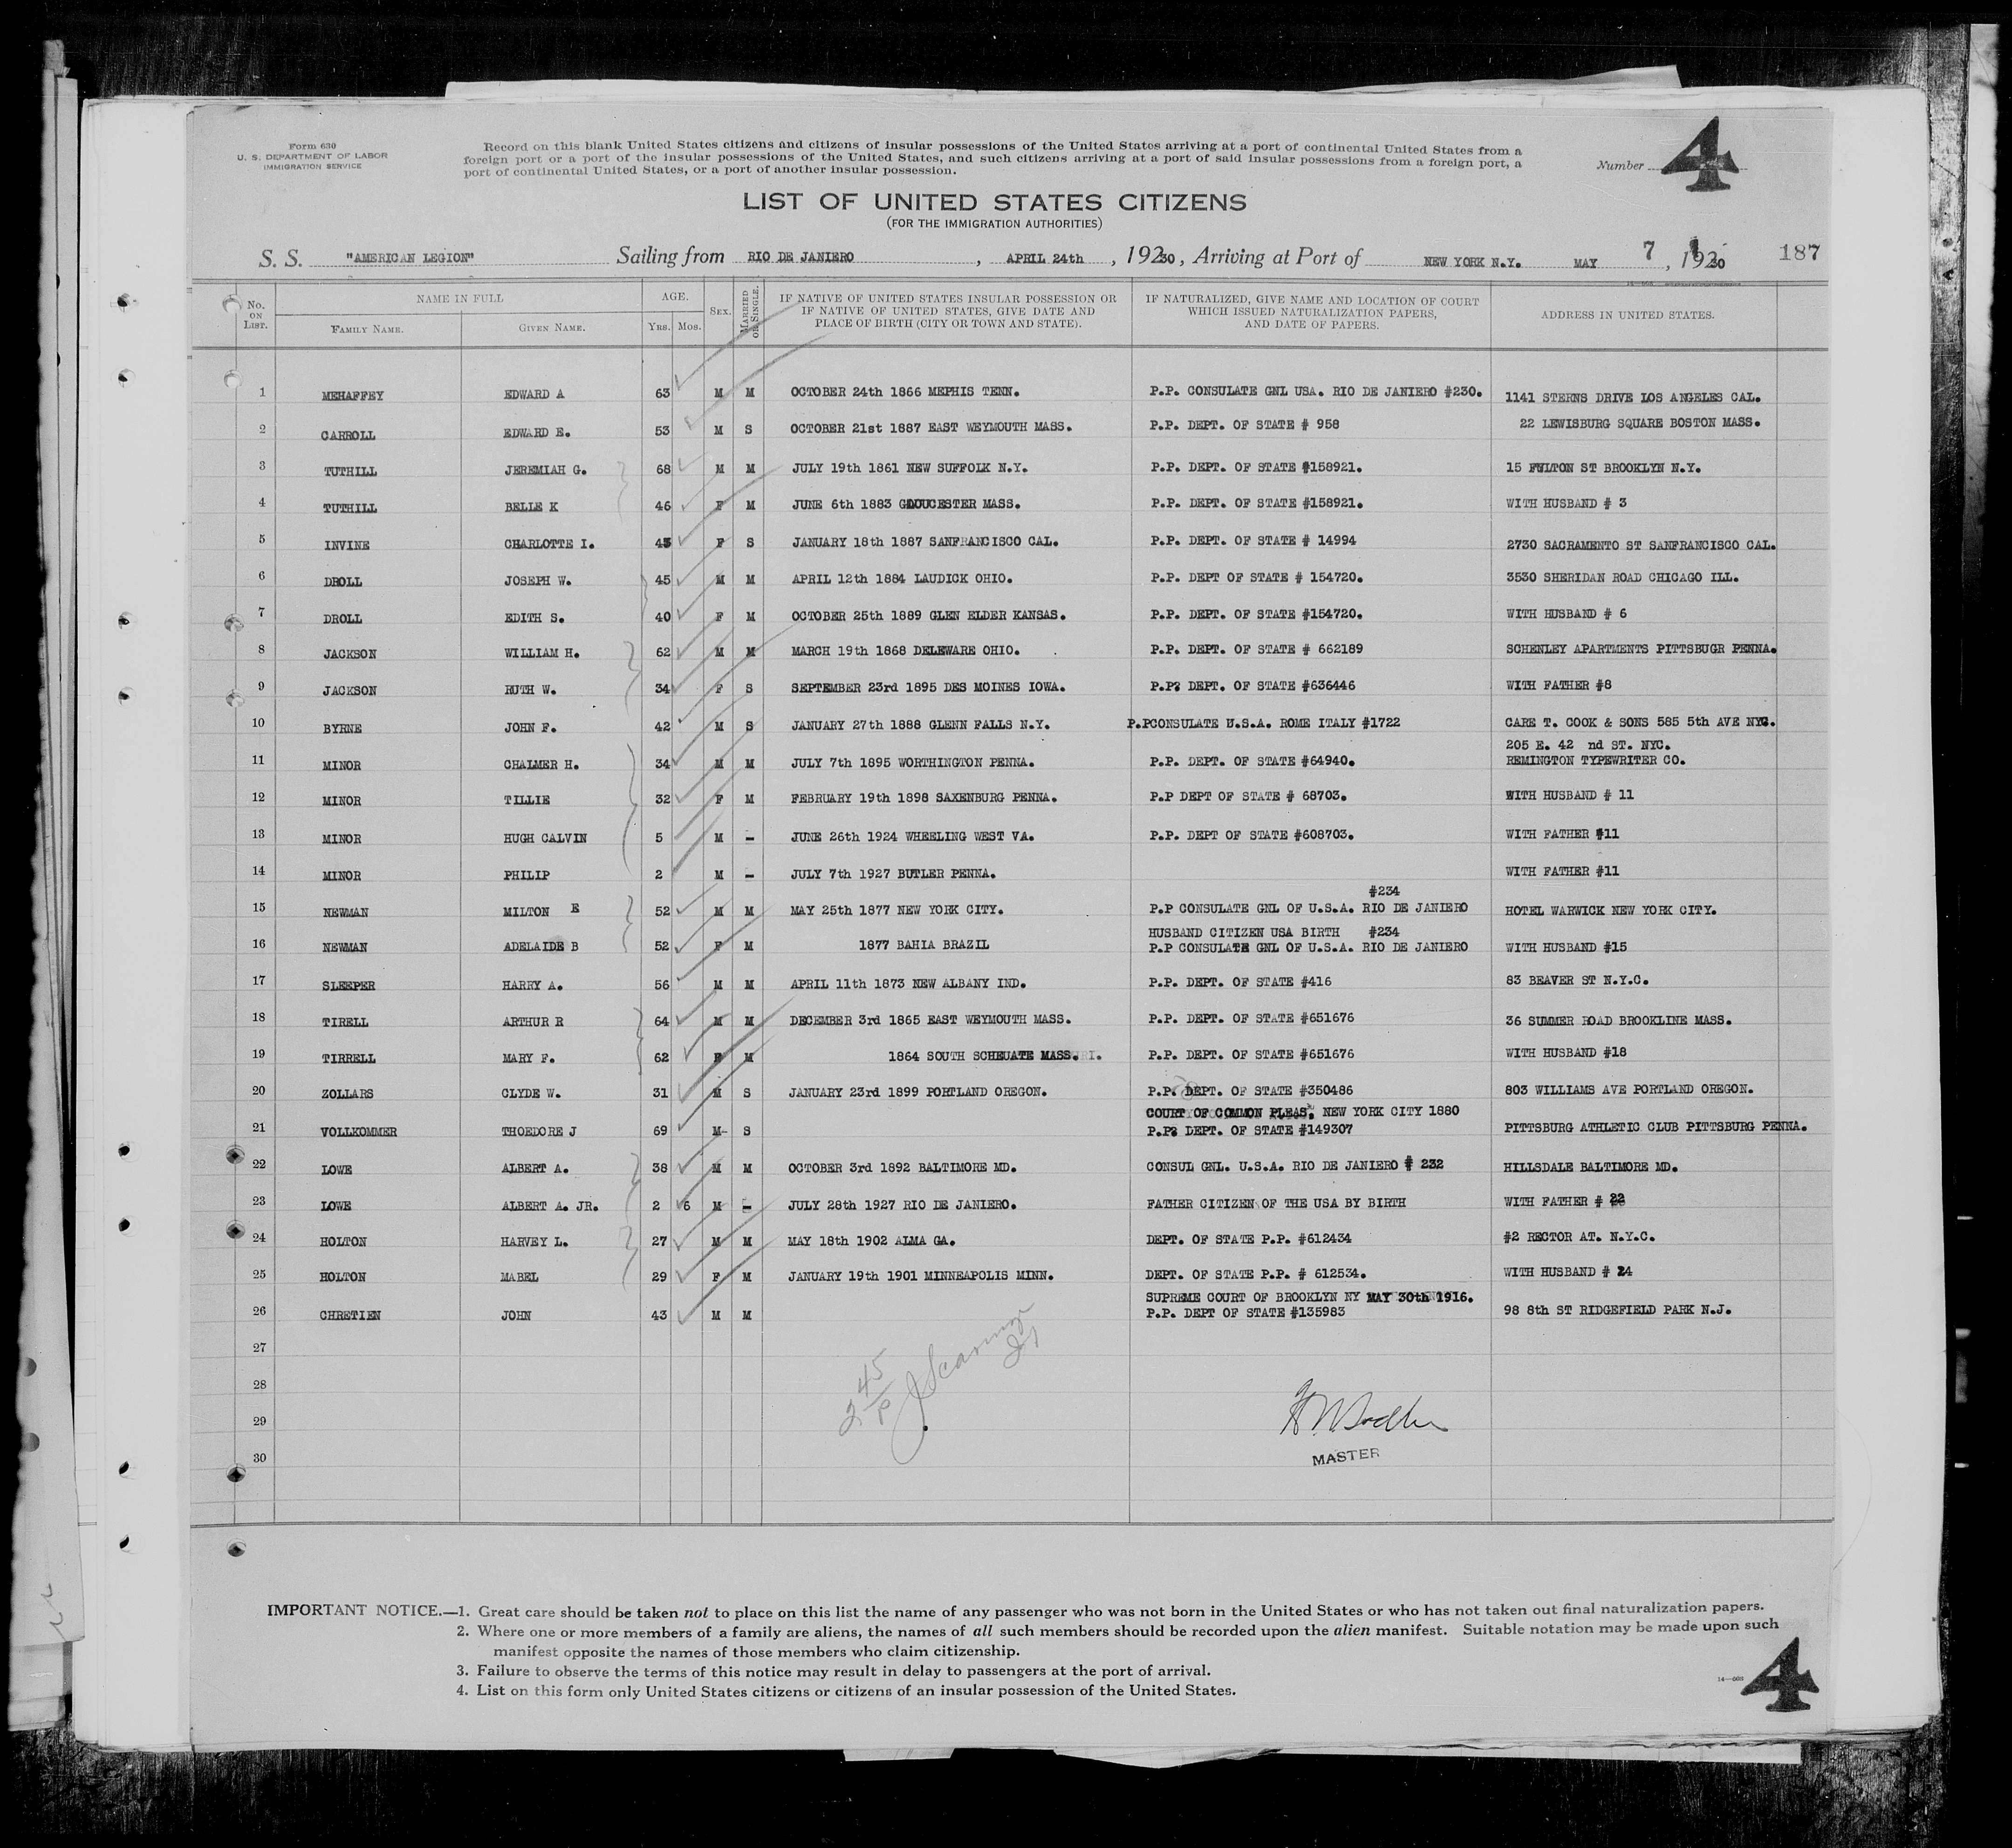 Form 630
U. S. DEPARTMENT OF LABOR
IMMIGRATION SERVICE
Record on this blank United States citizens and citizens of insular possessions of the United States arriving at a port of continental United States from a
foreign port or a port of the insular possessions of the United States, and such citizens arriving at a port of said insular possessions from a foreign port, a
port of continental United States, or a port of another insular possession.
Number 4
LIST OF UNITED STATES CITIZENS
(FOR THE IMMIGRATION AUTHORITIES)
S. S. "AMERICAN LEGION" Sailing from RIO DE JANIERO, APRIL 24th, 19230, Arriving at Port of NEW YORK N.Y. MAY 7, 19230 187
No. ON LIST. NAME IN FULL FAMILY NAME. GIVEN NAME. AGE. Yrs. Mos. SEX. MARRIED OR SINGLE. IF NATIVE OF UNITED STATES INSULAR POSSESSION OR IF NATIVE OF UNITED STATES, GIVE DATE AND PLACE OF BIRTH (CITY OR TOWN AND STATE). IF NATURALIZED, GIVE NAME AND LOCATION OF COURT WHICH ISSUED NATURALIZATION PAPERS, AND DATE OF PAPERS. ADDRESS IN UNITED STATES.
1 MEHAFFEY EDWARD A 63 M M OCTOBER 24th 1866 MEPHIS TENN. P.P. CONSULATE GNL USA. RIO DE JANIERO #230. 1141 STERNS DRIVE LOS ANGELES CAL.
2 CARROLL EDWARD E. 53 M S OCTOBER 21st 1887 EAST WEYMOUTH MASS. P.P. DEPT. OF STATE # 958 22 LEWISBURG SQUARE BOSTON MASS.
3 TUTHILL JEREMIAH G. 68 M M JULY 19th 1861 NEW SUFFOLK N.Y. P.P. DEPT. OF STATE #158921. 15 FULTON ST BROOKLYN N.Y.
4 TUTHILL BELLE K 46 F M JUNE 6th 1883 GLOUCESTER MASS. P.P. DEPT. OF STATE #158921. WITH HUSBAND # 3
5 INVINE CHARLOTTE I. 43 F S JANUARY 18th 1887 SANFRANCISCO CAL. P.P. DEPT. OF STATE # 14994 2730 SACRAMENTO ST SANFRANCISCO CAL.
6 DROLL JOSEPH W. 45 M M APRIL 12th 1884 LAUDICK OHIO. P.P. DEPT OF STATE # 154720. 3530 SHERIDAN ROAD CHICAGO ILL.
7 DROLL EDITH S. 40 F M OCTOBER 25th 1889 GLEN ELDER KANSAS. P.P. DEPT. OF STATE #154720. WITH HUSBAND # 6
8 JACKSON WILLIAM H. 62 M M MARCH 19th 1868 DELEWARE OHIO. P.P. DEPT. OF STATE # 662189 SCHENLEY APARTMENTS PITTSBUGR PENNA.
9 JACKSON RUTH W. 34 F S SEPTEMBER 23rd 1895 DES MOINES IOWA. P.P? DEPT. OF STATE #636446 WITH FATHER #8
10 BYRNE JOHN F. 42 M S JANUARY 27th 1888 GLENN FALLS N.Y. P.PCONSULATE U.S.A. ROME ITALY #1722 CARE T. COOK & SONS 585 5th AVE NYC.
205 E. 42 nd ST. NYC.
11 MINOR CHALMER H. 34 M M JULY 7th 1895 WORTHINGTON PENNA. P.P. DEPT. OF STATE #64940. REMINGTON TYPEWRITER CO.
12 MINOR TILLIE 32 F M FEBRUARY 19th 1898 SAXENBURG PENNA. P.P DEPT OF STATE # 68703. WITH HUSBAND # 11
13 MINOR HUGH CALVIN 5 M - JUNE 26th 1924 WHEELING WEST VA. P.P. DEPT OF STATE #608703. WITH FATHER #11
14 MINOR PHILIP 2 M - JULY 7th 1927 BUTLER PENNA. WITH FATHER #11
#234
15 NEWMAN MILTON E 52 M M MAY 25th 1877 NEW YORK CITY. P.P CONSULATE GNL OF U.S.A. RIO DE JANIERO HOTEL WARWICK NEW YORK CITY.
HUSBAND CITIZEN USA BIRTH #234
16 NEWMAN ADELAIDE B 52 F M 1877 BAHIA BRAZIL P.P CONSULATE GNL OF U.S.A. RIO DE JANIERO WITH HUSBAND #15
17 SLEEPER HARRY A. 56 M M APRIL 11th 1873 NEW ALBANY IND. P.P. DEPT. OF STATE #416 83 BEAVER ST N.Y.C.
18 TIRELL ARTHUR R 64 M M DECEMBER 3rd 1865 EAST WEYMOUTH MASS. P.P. DEPT. OF STATE #651676 36 SUMMER ROAD BROOKLINE MASS.
19 TIRRELL MARY F. 62 F M 1864 SOUTH SCHEUATE MASS. P.P. DEPT. OF STATE #651676 WITH HUSBAND #18
20 ZOLLARS CLYDE W. 31 M S JANUARY 23rd 1899 PORTLAND OREGON. P.P. DEPT. OF STATE #350486 803 WILLIAMS AVE PORTLAND OREGON.
COURT OF COMMON PLEAS. NEW YORK CITY 1880
21 VOLLKOMMER THOEDORE J 69 M S P.P? DEPT. OF STATE #149307 PITTSBURG ATHLETIC CLUB PITTSBURG PENNA.
22 LOWE ALBERT A. 38 M M OCTOBER 3rd 1892 BALTIMORE MD. CONSUL GNL. U.S.A. RIO DE JANIERO # 232 HILLSDALE BALTIMORE MD.
23 LOWE ALBERT A. JR. 2 6 M - JULY 28th 1927 RIO DE JANIERO. FATHER CITIZEN OF THE USA BY BIRTH WITH FATHER # 22
24 HOLTON HARVEY L. 27 M M MAY 18th 1902 ALMA GA. DEPT. OF STATE P.P. #612434 #2 RECTOR AT. N.Y.C.
25 HOLTON MABEL 29 F M JANUARY 19th 1901 MINNEAPOLIS MINN. DEPT. OF STATE P.P. # 612534. WITH HUSBAND # 24
SUPREME COURT OF BROOKLYN NY MAY 30th 1916.
26 CHRETIEN JOHN 43 M M P.P. DEPT OF STATE #135983 98 8th ST RIDGEFIELD PARK N.J.
27
28
29
30
2 45/P
MASTER
IMPORTANT NOTICE.—1. Great care should be taken not to place on this list the name of any passenger who was not born in the United States or who has not taken out final naturalization papers.
2. Where one or more members of a family are aliens, the names of all such members should be recorded upon the alien manifest. Suitable notation may be made upon such
manifest opposite the names of those members who claim citizenship.
3. Failure to observe the terms of this notice may result in delay to passengers at the port of arrival.
4. List on this form only United States citizens or citizens of an insular possession of the United States.
4